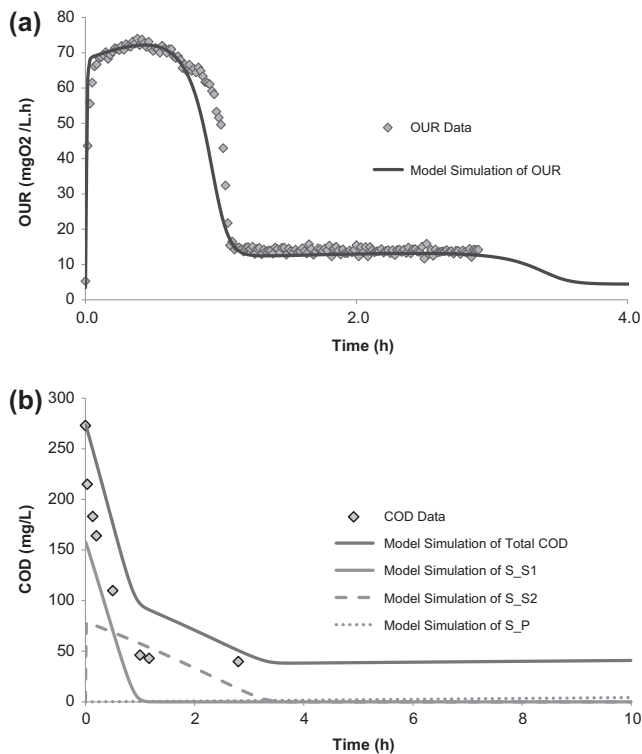 (a)
80
70
60
50
40
30
20
10
0
OUR (mgO2 /L.h)
OUR Data
Model Simulation of OUR
0.0
2.0
4.0
Time (h)
(b)
300
250
200
150
100
50
0
COD (mg/L)
COD Data
Model Simulation of Total COD
Model Simulation of S_S1
Model Simulation of S_S2
Model Simulation of S_P
0
2
4
6
8
10
Time (h)